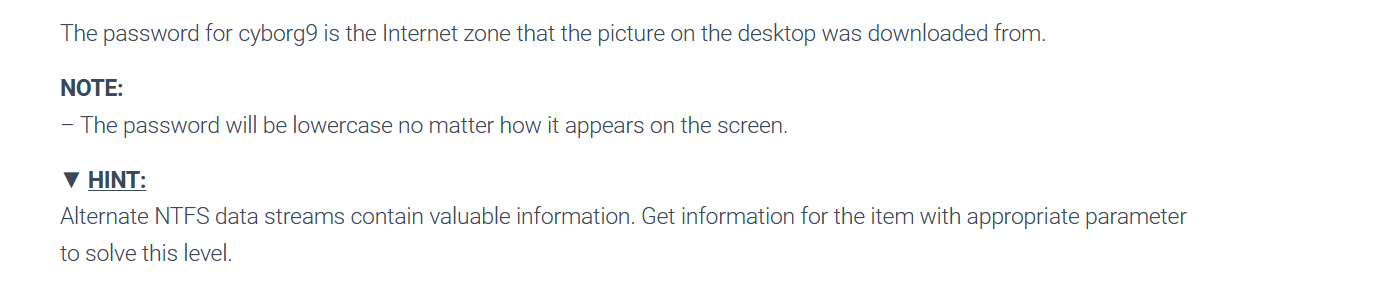 The password for cyborg9 is the Internet zone that the picture on the desktop was downloaded from.
NOTE:
– The password will be lowercase no matter how it appears on the screen.
▼ HINT:
Alternate NTFS data streams contain valuable information. Get information for the item with appropriate parameter
to solve this level.